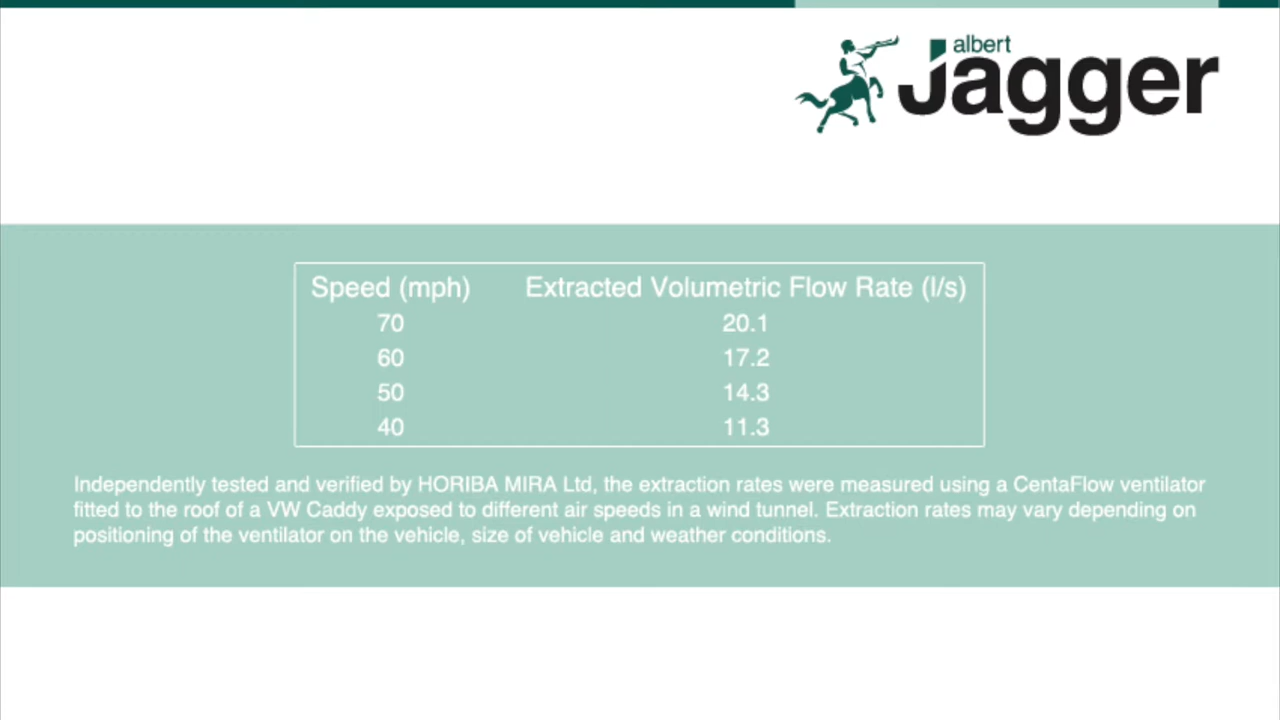 albert
Jagger
Speed (mph) Extracted Volumetric Flow Rate (l/s)
70 20.1
60 17.2
50 14.3
40 11.3
Independently tested and verified by HORIBA MIRA Ltd, the extraction rates were measured using a CentaFlow ventilator
fitted to the roof of a VW Caddy exposed to different air speeds in a wind tunnel. Extraction rates may vary depending on
positioning of the ventilator on the vehicle, size of vehicle and weather conditions.